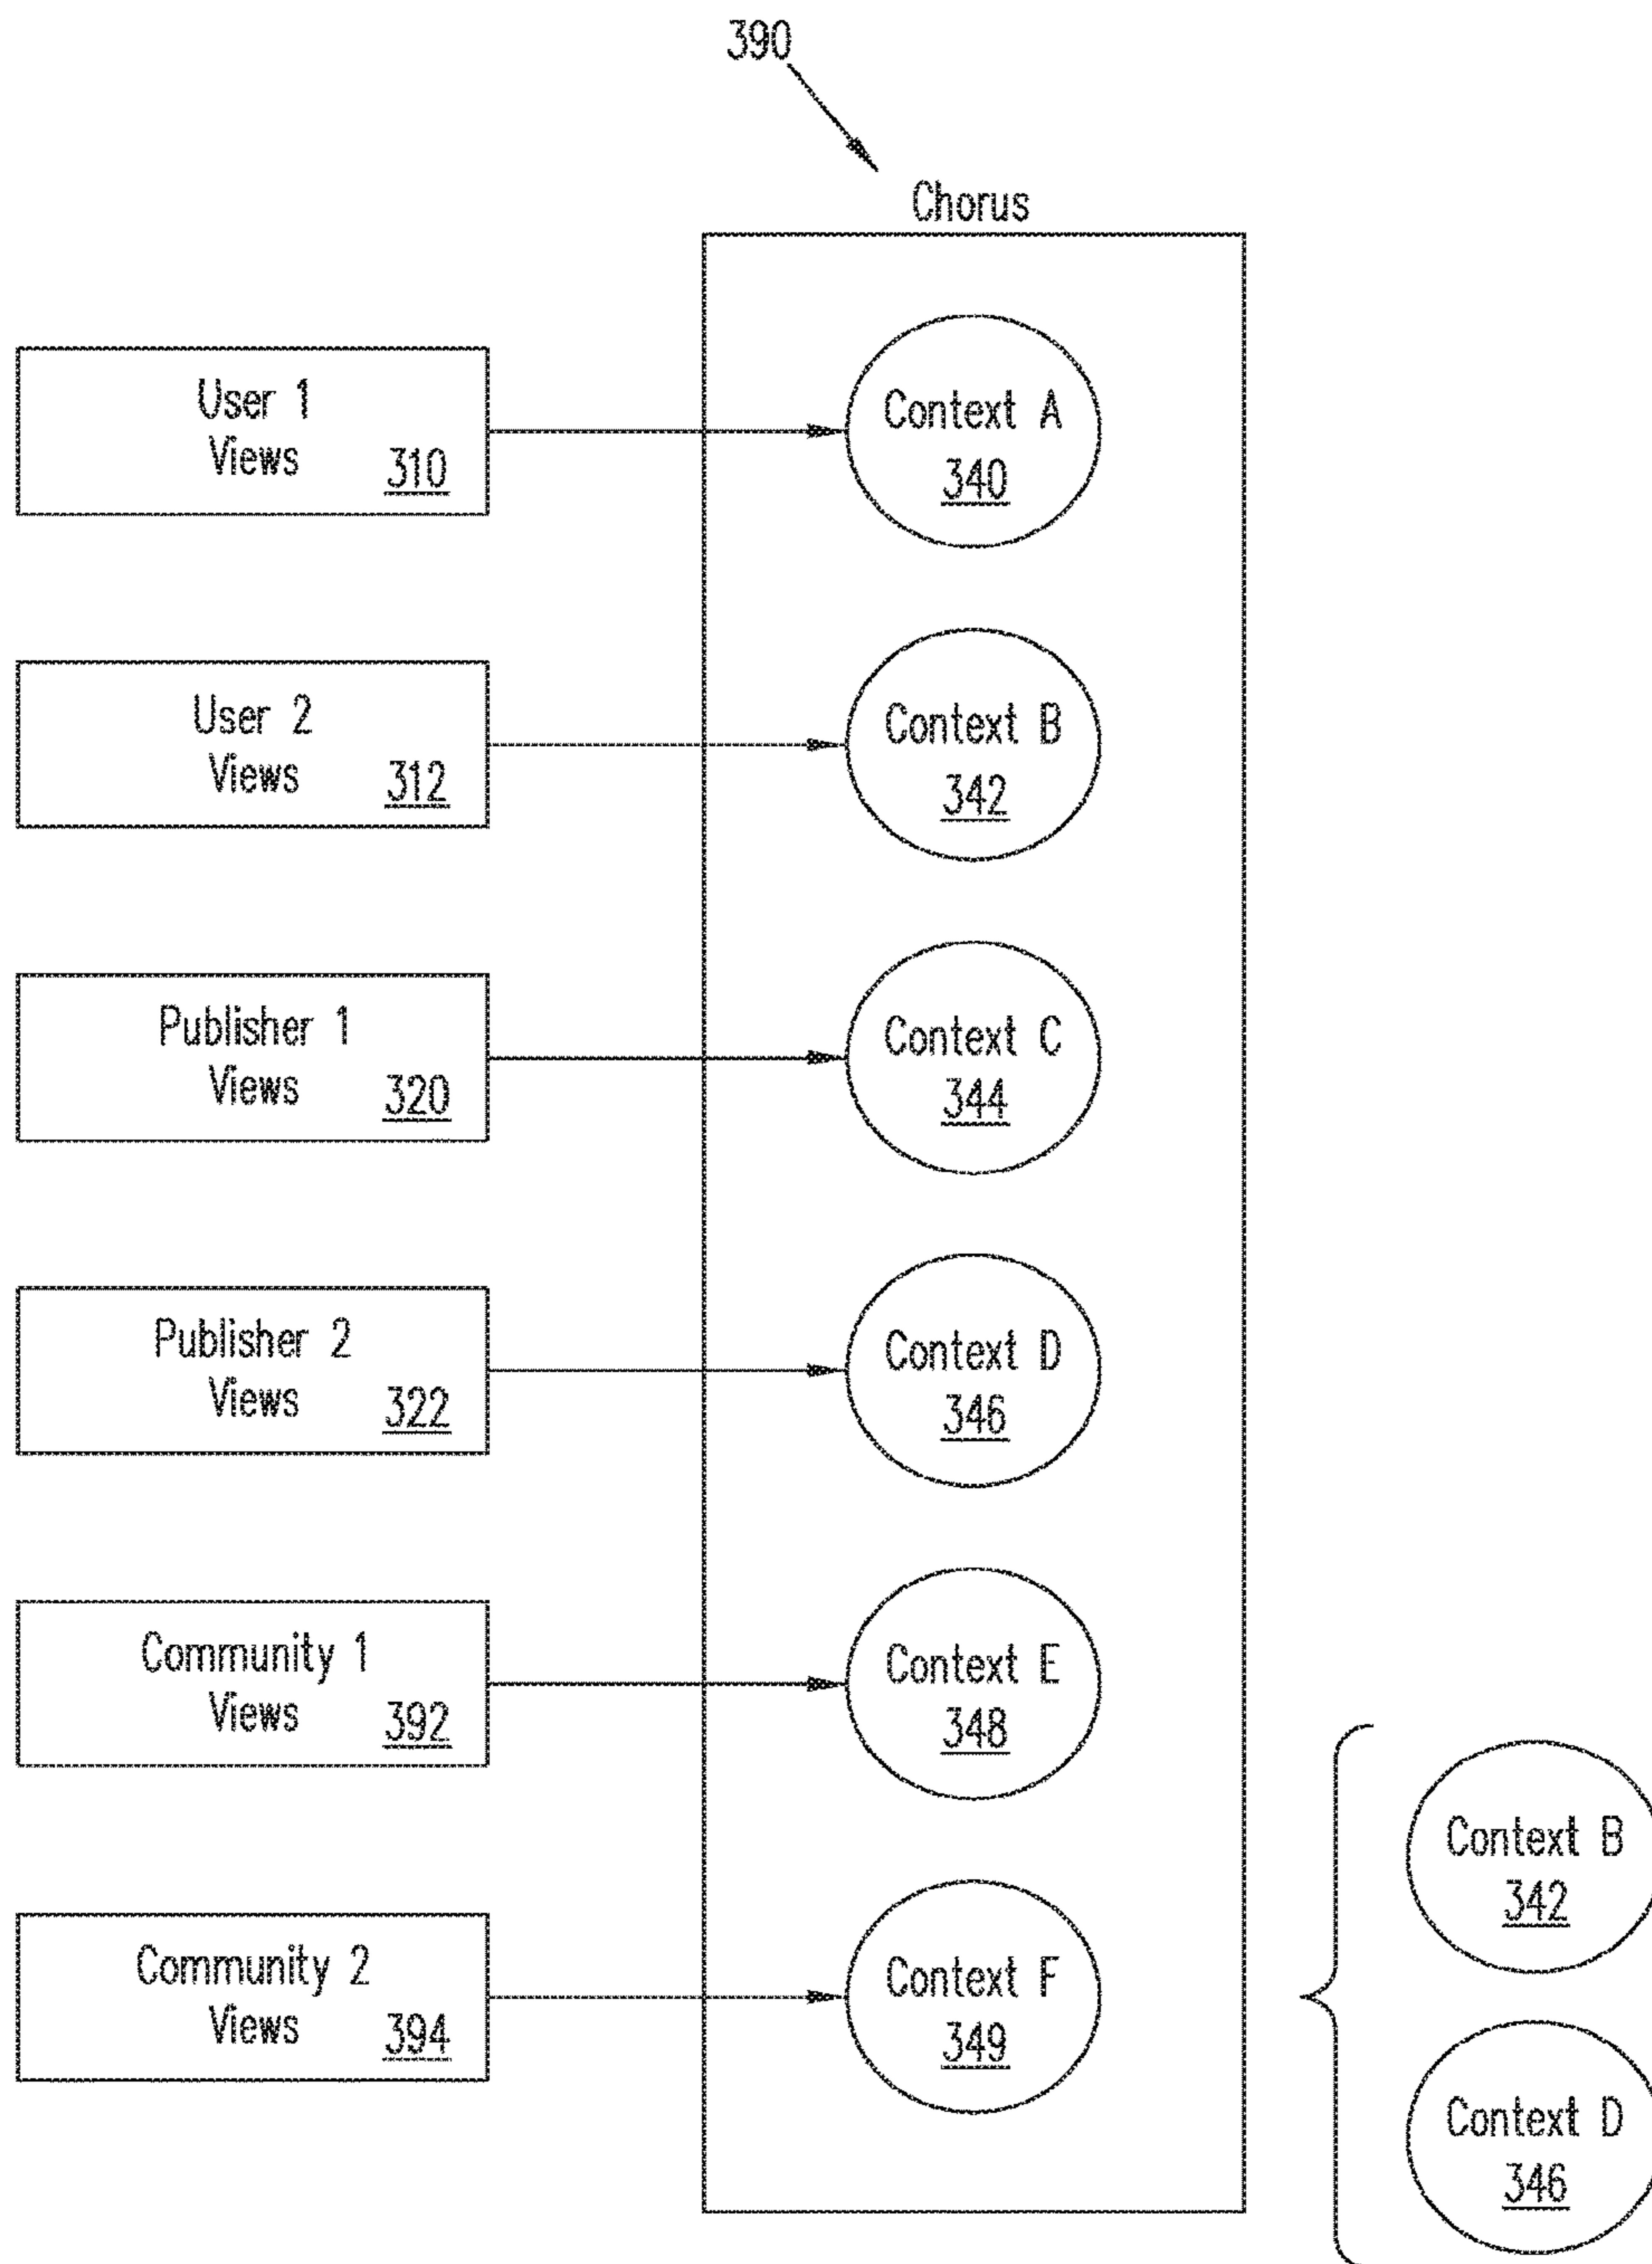 390
Chorus
User 1
Views 310
Context A
340
User 2
Views 312
Context B
342
Publisher 1
Views 320
Context C
344
Publisher 2
Views 322
Context D
346
Community 1
Views 392
Context E
348
Community 2
Views 394
Context F
349
Context B
342
Context D
346